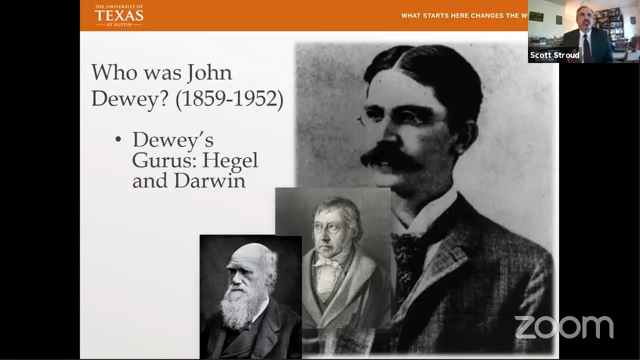 THE UNIVERSITY OF
TEXAS
AT AUSTIN
WHAT STARTS HERE CHANGES THE W
Scott Stroud
Who was John
Dewey? (1859-1952)
• Dewey's
Gurus: Hegel
and Darwin
zoom